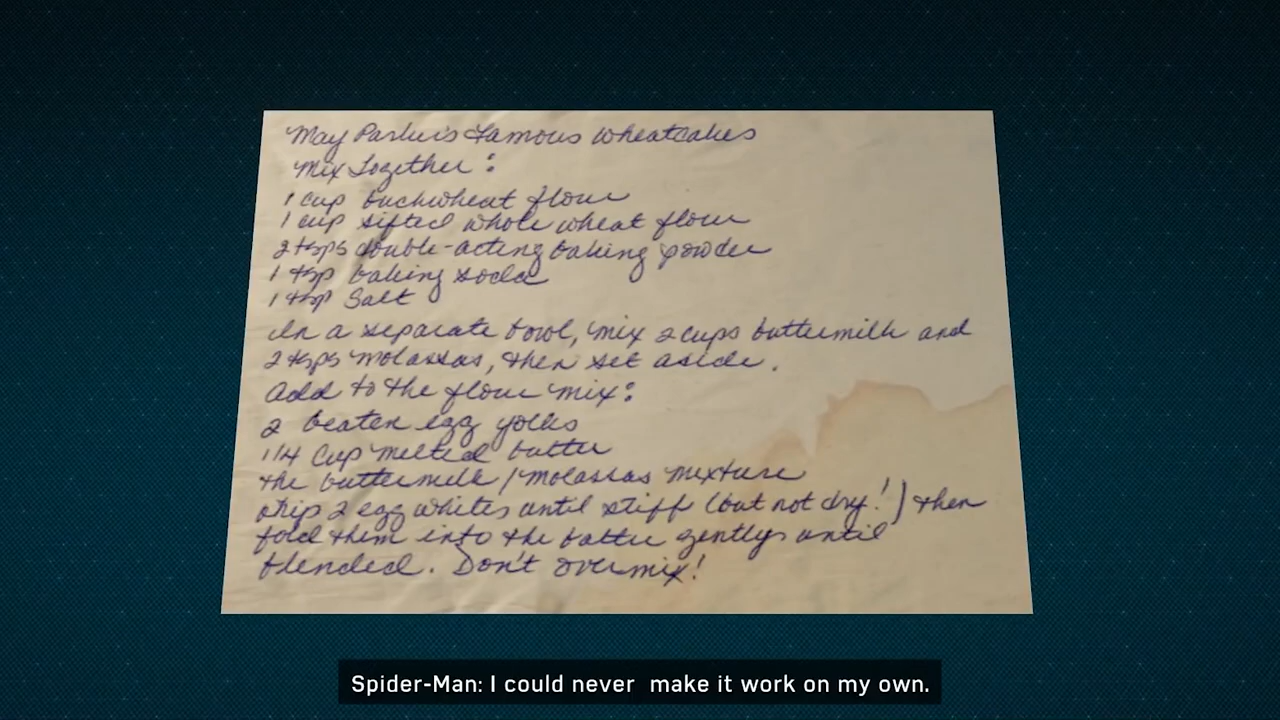 May Parker's Famous Wheatcakes
Mix Together:
1 cup buckwheat flour
1 cup sifted whole wheat flour
2 tsps double-acting baking powder
1 tsp baking soda
1 tsp Salt
In a separate bowl, mix 2 cups buttermilk and
2 tsps molassas, then set aside.
Add to the flour mix:
2 beaten egg yolks
1/4 Cup melted butter
the buttermilk/molassas mixture
whip 2 egg whites until stiff (but not dry!) then
fold them into the batter gently until
blended. Don't overmix!
Spider-Man: I could never make it work on my own.